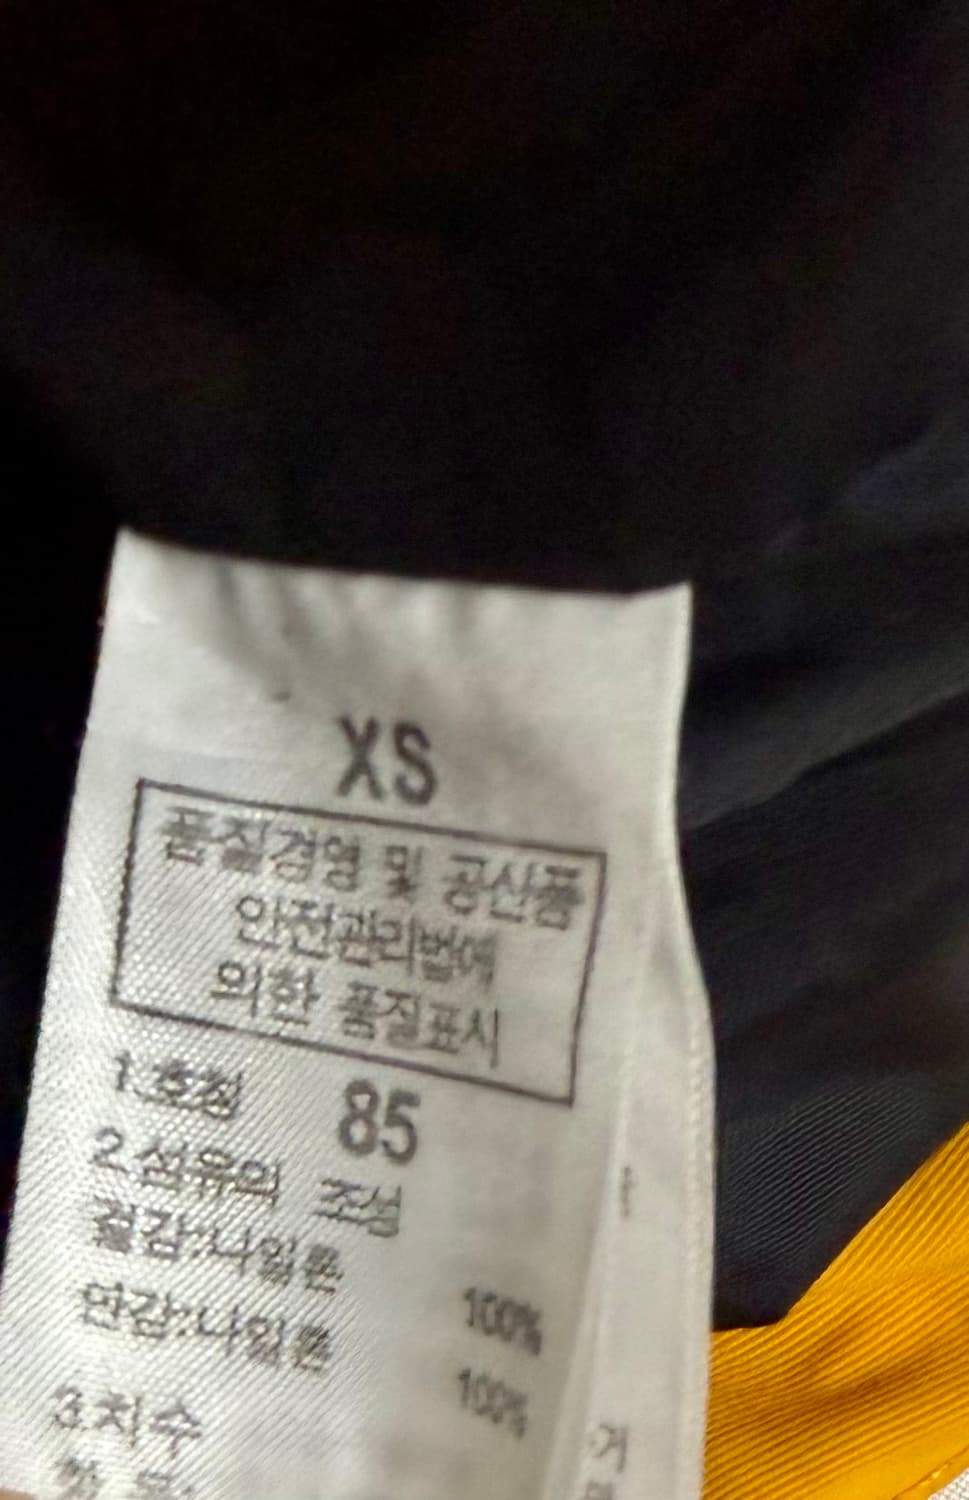 XS
품질경영 및 공산품
안전관리법에
의한 품질표시
1.호칭 85
2.섬유의 조성
겉감:나일론 100%
안감:나일론 100%
3.치수